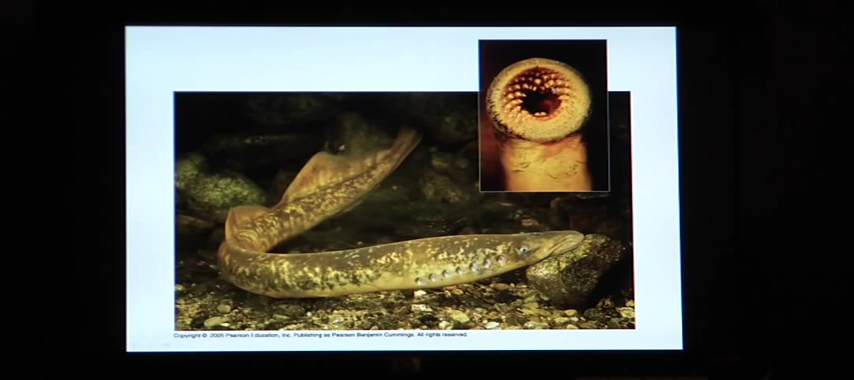 Copyright © 2005 Pearson Education, Inc. Publishing as Pearson Benjamin Cummings. All rights reserved.